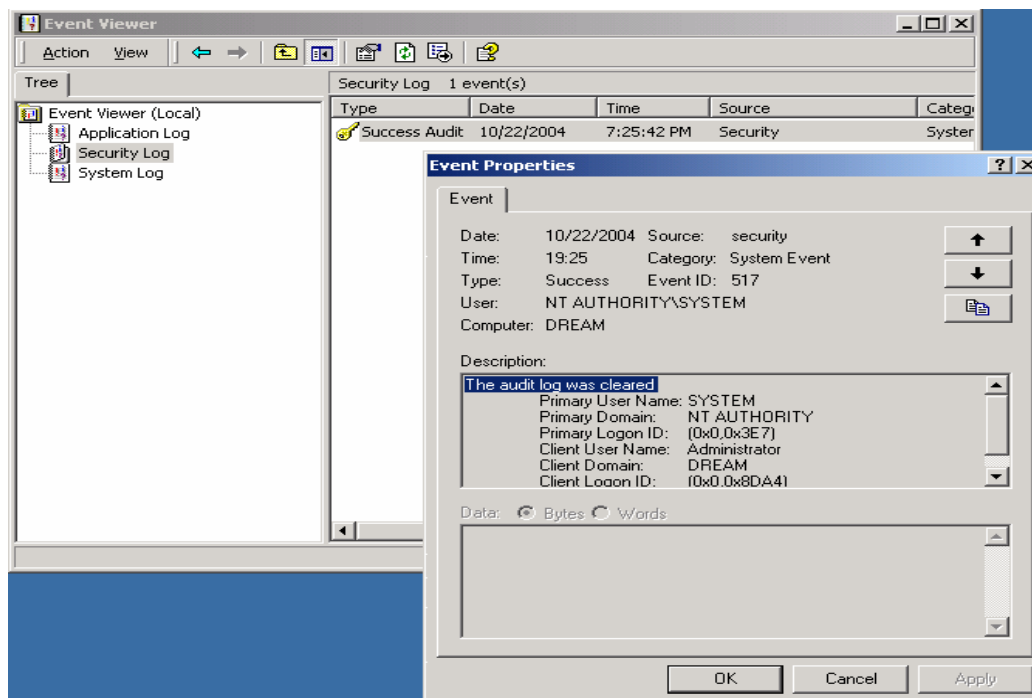 Event Viewer
Action View
Tree
Security Log 1 event(s)
Event Viewer (Local)
Application Log
Security Log
System Log
Type Date Time Source Categ
Success Audit 10/22/2004 7:25:42 PM Security System
Event Properties
Event
Date: 10/22/2004 Source: security
Time: 19:25 Category: System Event
Type: Success Event ID: 517
User: NT AUTHORITY\SYSTEM
Computer: DREAM
Description:
The audit log was cleared
Primary User Name: SYSTEM
Primary Domain: NT AUTHORITY
Primary Logon ID: (0x0,0x3E7)
Client User Name: Administrator
Client Domain: DREAM
Client Logon ID: (0x0,0x8DA4)
Data: Bytes Words
OK Cancel Apply